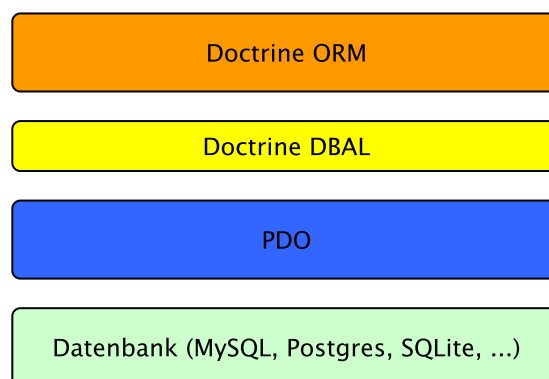 Doctrine ORM
Doctrine DBAL
PDO
Datenbank (MySQL, Postgres, SQLite, ...)